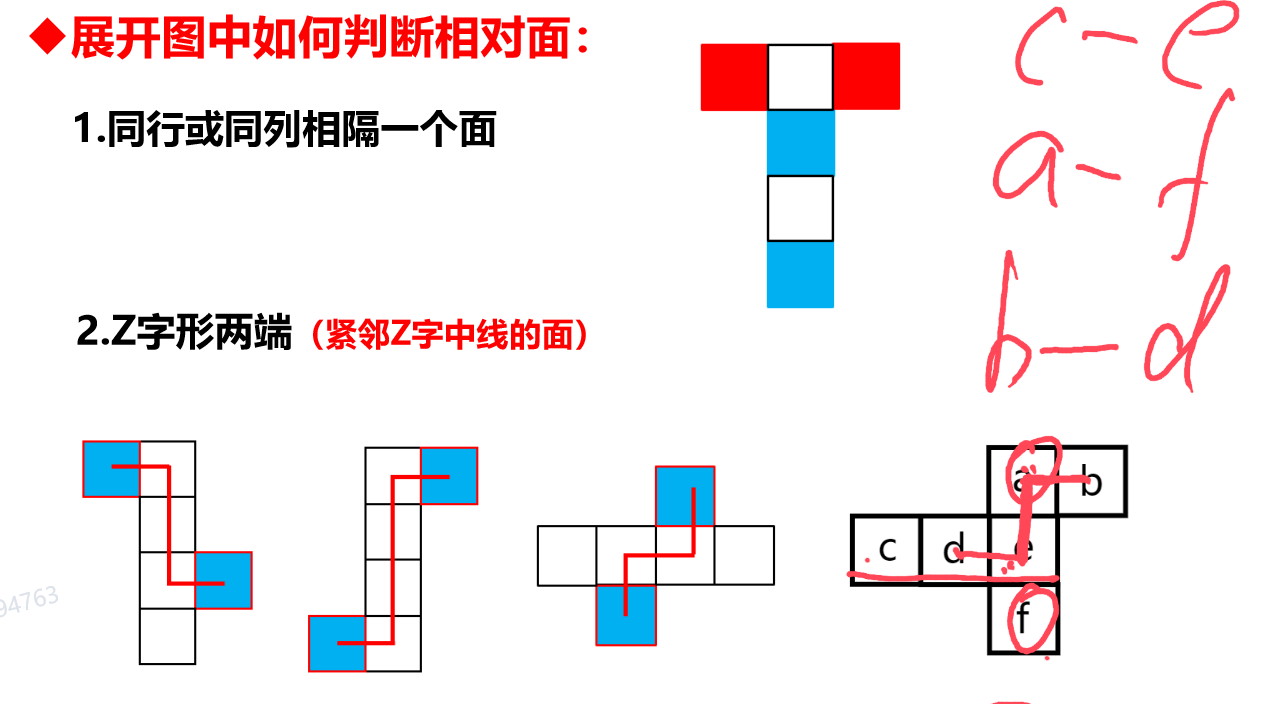 ◆展开图中如何判断相对面：
1.同行或同列相隔一个面
2.Z字形两端（紧邻Z字中线的面）
c-e
a-f
b-d
a b
c d e
f
94763